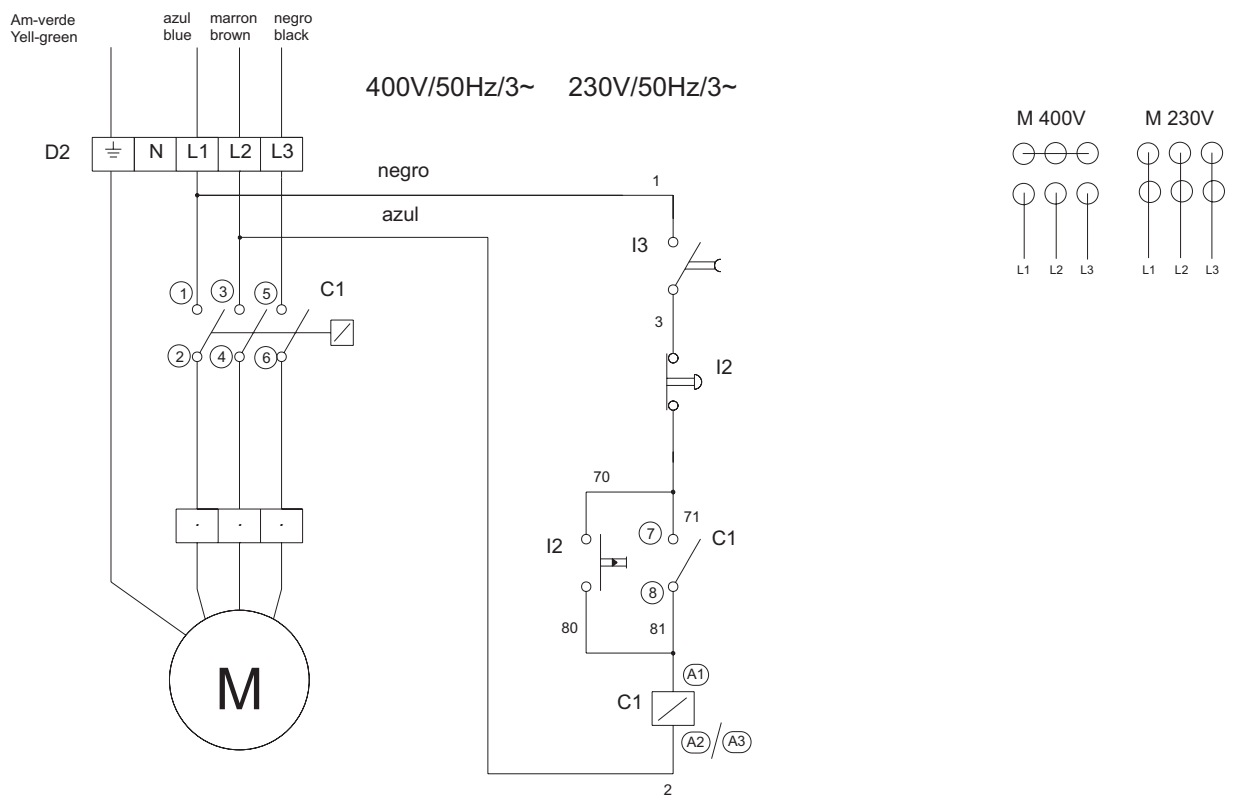 Am-verde
Yell-green
azul
blue
marron
brown
negro
black
400V/50Hz/3~ 230V/50Hz/3~
M 400V
M 230V
D2
N L1 L2 L3
negro
1
azul
I3
L1 L2 L3
L1 L2 L3
1 3 5
C1
3
2 4 6
I2
70
71
7
C1
I2
8
80
81
M
A1
C1
A2 / A3
2